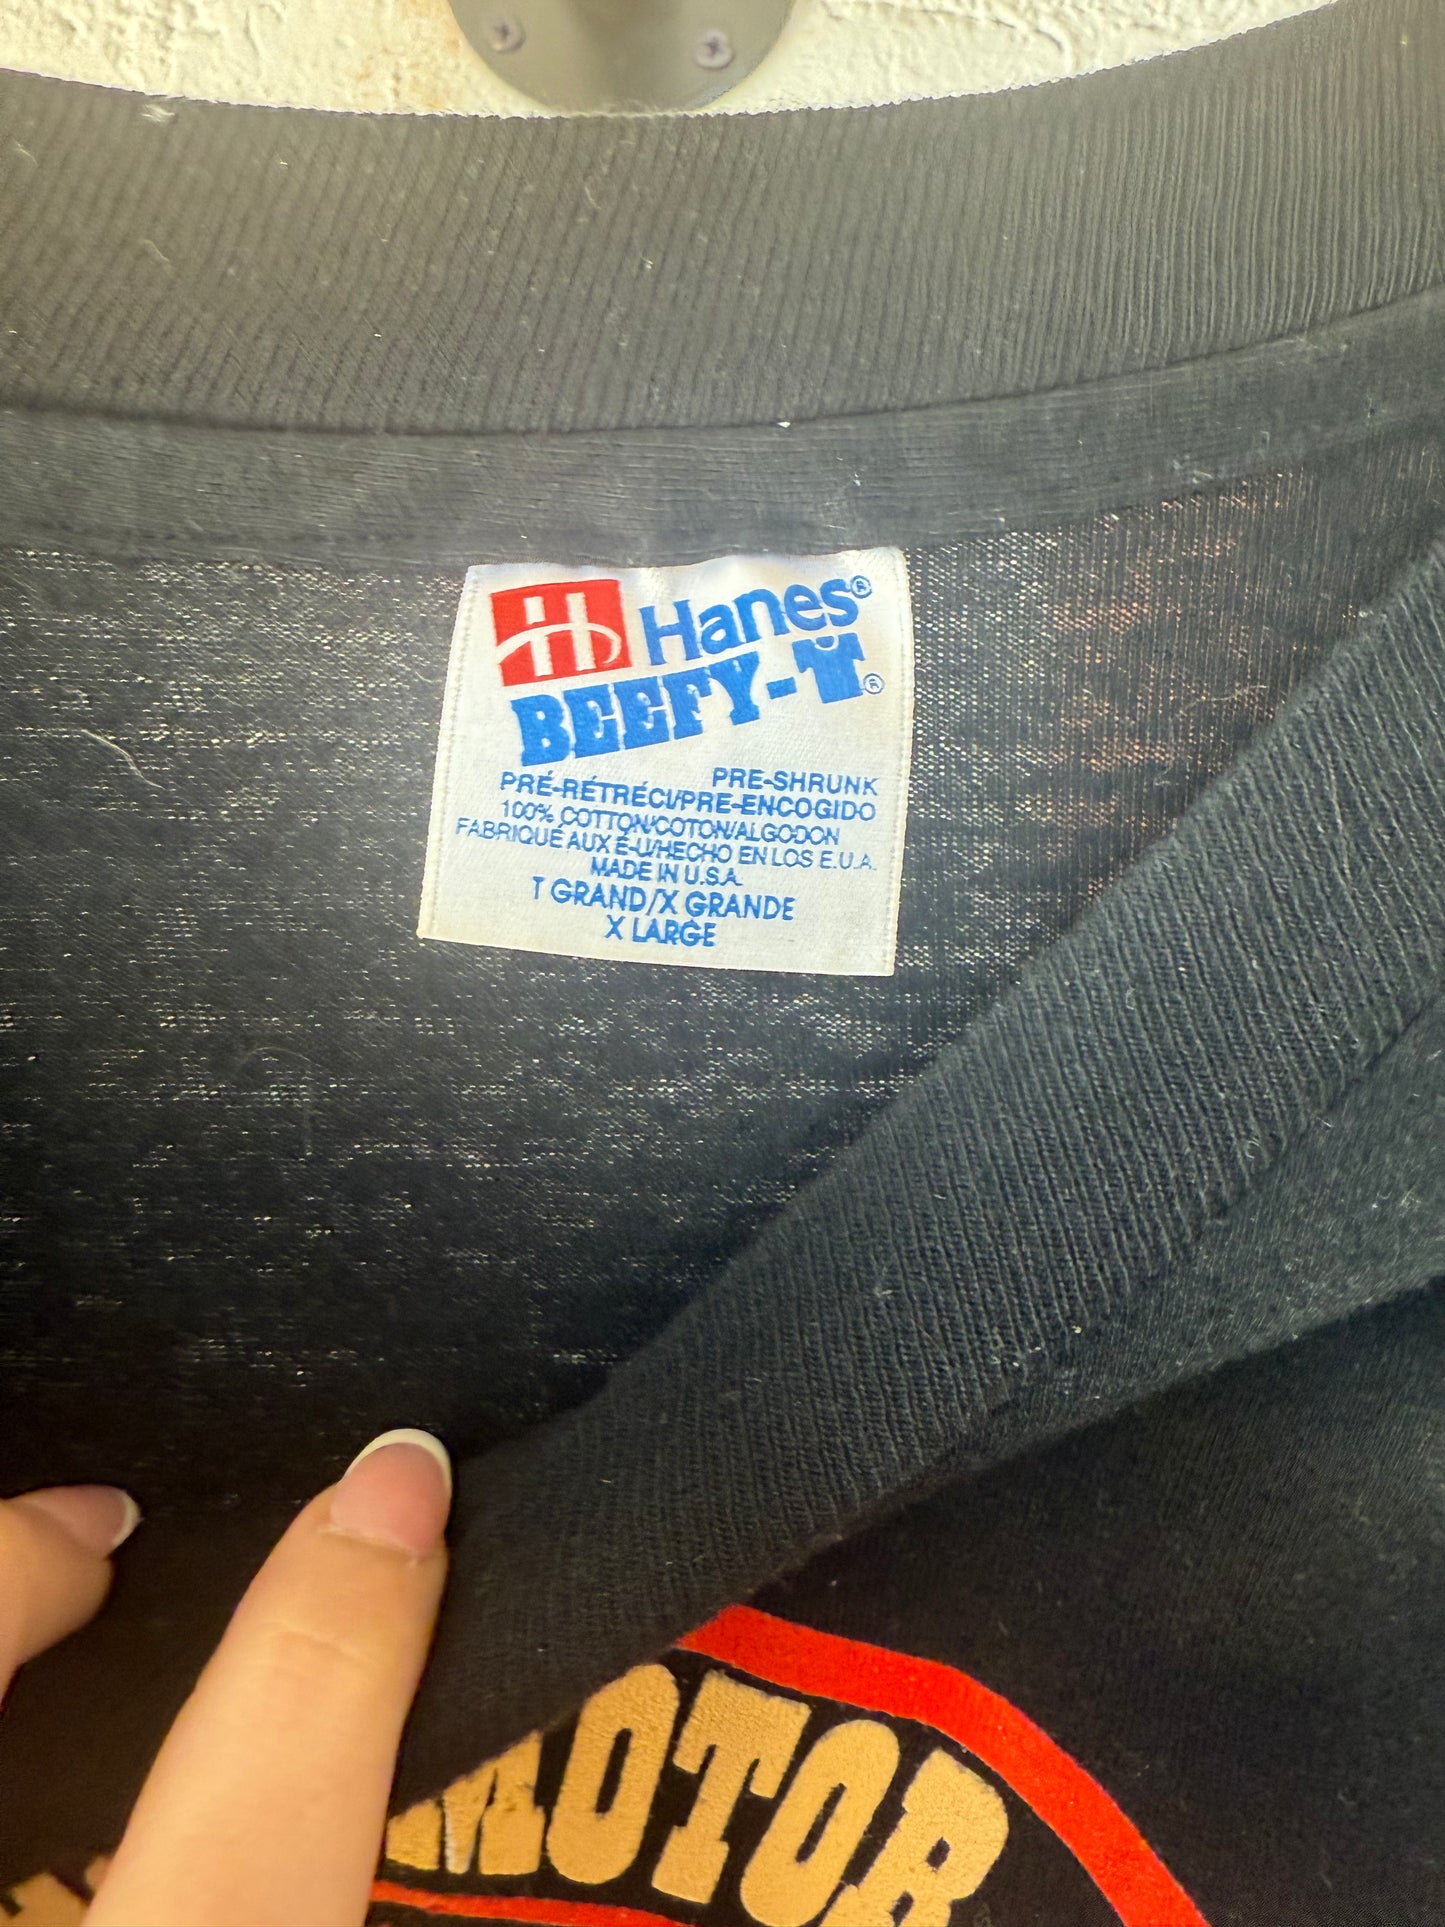 Hanes®
BEEFY-T®
PRE-SHRUNK
PRÉ-RÉTRÉCI/PRE-ENCOGIDO
100% COTTON/COTON/ALGODON
FABRIQUÉ AUX É-U/HECHO EN LOS E.U.A.
MADE IN U.S.A.
T GRAND/X GRANDE
X LARGE
MOTOR